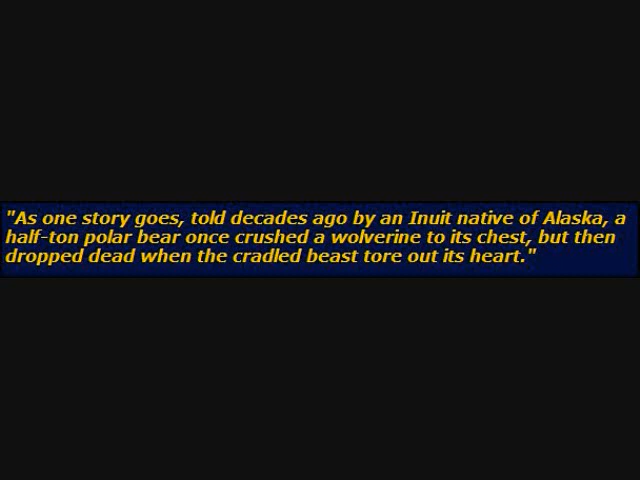 "As one story goes, told decades ago by an Inuit native of Alaska, a
half-ton polar bear once crushed a wolverine to its chest, but then
dropped dead when the cradled beast tore out its heart."